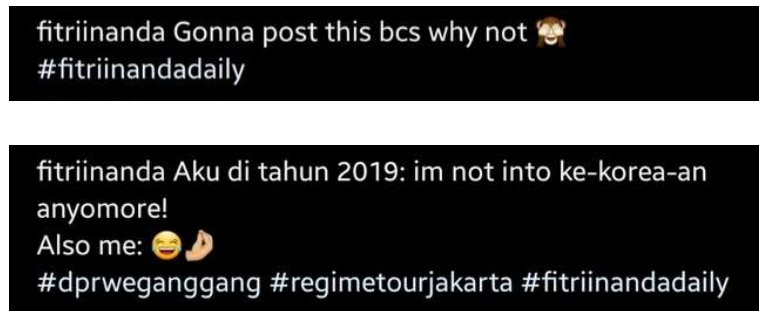 fitriinanda Gonna post this bcs why not 🙈
#fitriinandadaily
fitriinanda Aku di tahun 2019: im not into ke-korea-an
anyomore!
Also me: 😂🤌🏼
#dprweganggang #regimetourjakarta #fitriinandadaily